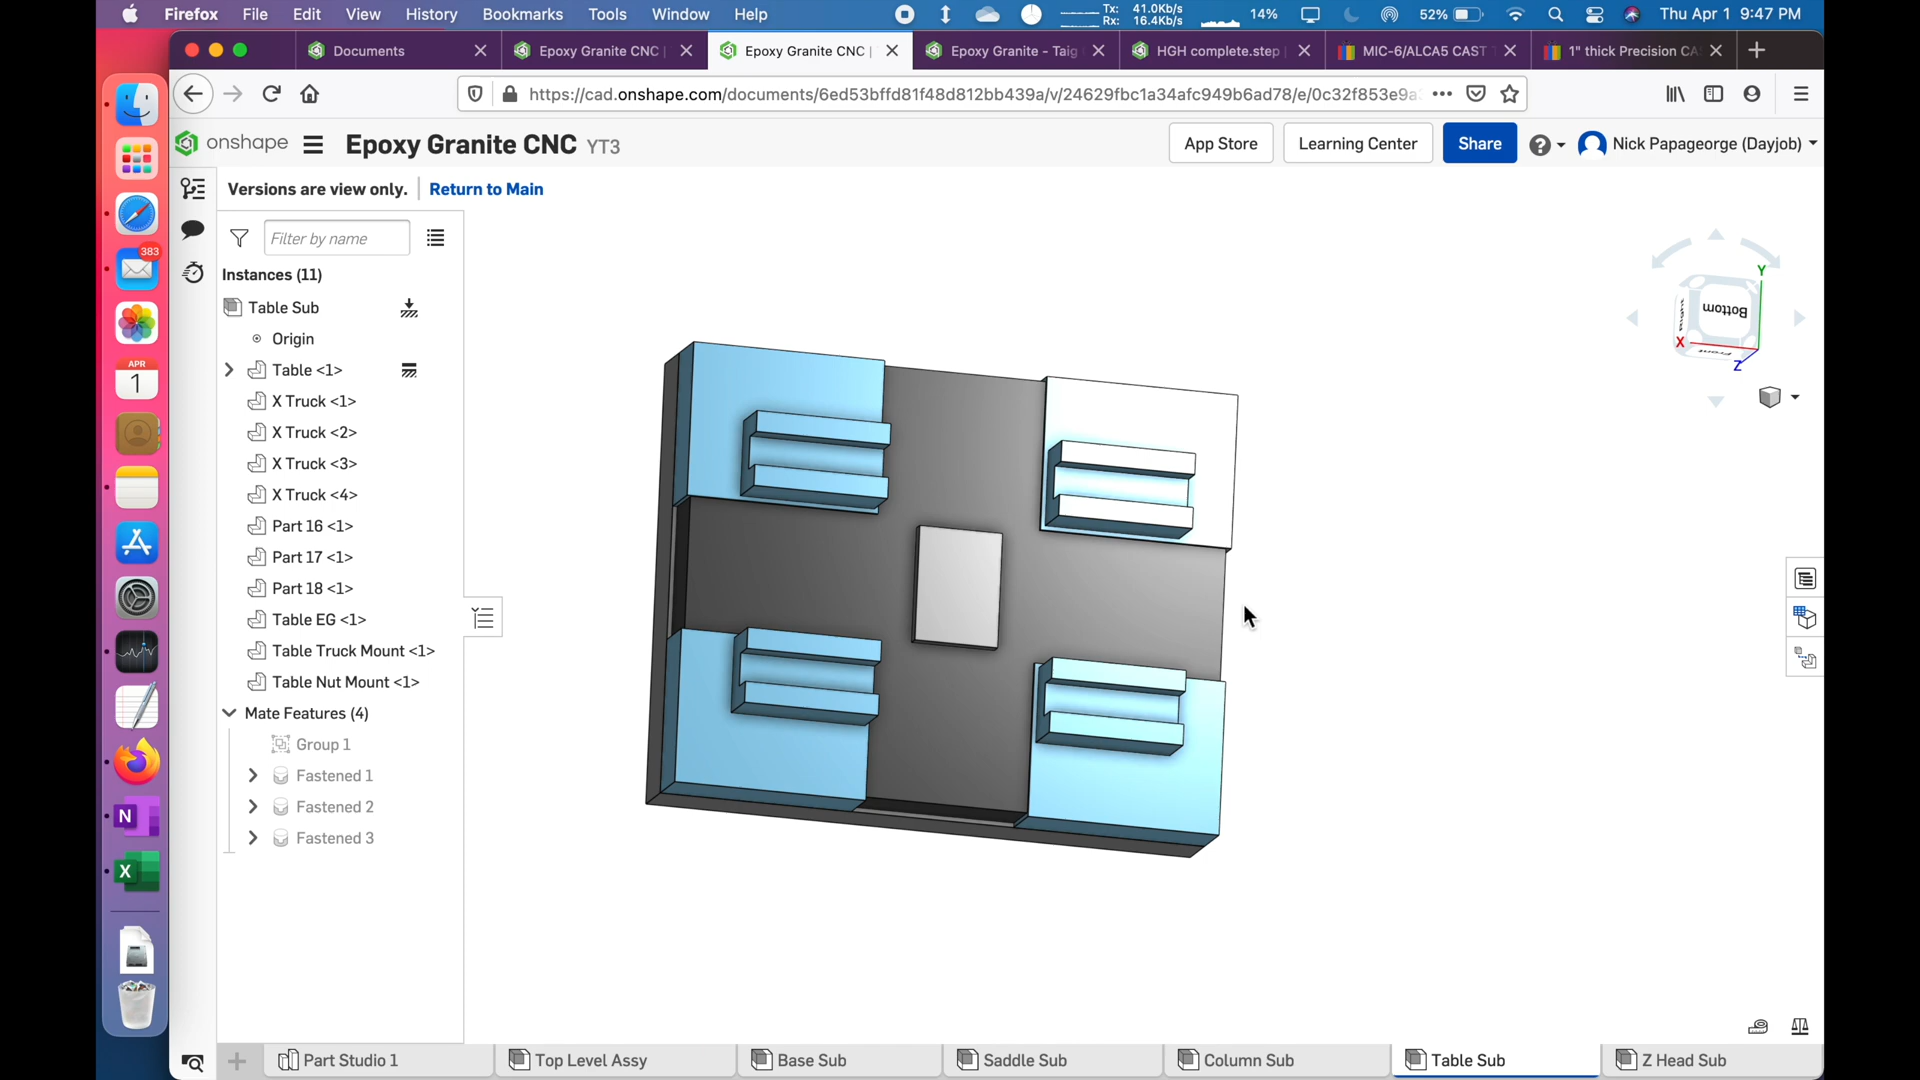 Firefox File Edit View History Bookmarks Tools Window Help Tx: 41.0Kb/s Rx: 16.4Kb/s 14% 52% Thu Apr 1 9:47 PM
Documents Epoxy Granite CNC | Epoxy Granite CNC | Epoxy Granite - Taig HGH complete.step MIC-6/ALCA5 CAST 1" thick Precision CA
https://cad.onshape.com/documents/6ed53bffd81f48d812bb439a/v/24629fbc1a34afc949b6ad78/e/0c32f853e9a
onshape Epoxy Granite CNC YT3 App Store Learning Center Share Nick Papageorge (Dayjob)
Versions are view only. Return to Main
Filter by name
Instances (11)
Table Sub
Origin
Table <1>
X Truck <1>
X Truck <2>
X Truck <3>
X Truck <4>
Part 16 <1>
Part 17 <1>
Part 18 <1>
Table EG <1>
Table Truck Mount <1>
Table Nut Mount <1>
Mate Features (4)
Group 1
Fastened 1
Fastened 2
Fastened 3
383
APR
1
N
X
Y
Bottom
Front
X
Z
Part Studio 1 Top Level Assy Base Sub Saddle Sub Column Sub Table Sub Z Head Sub